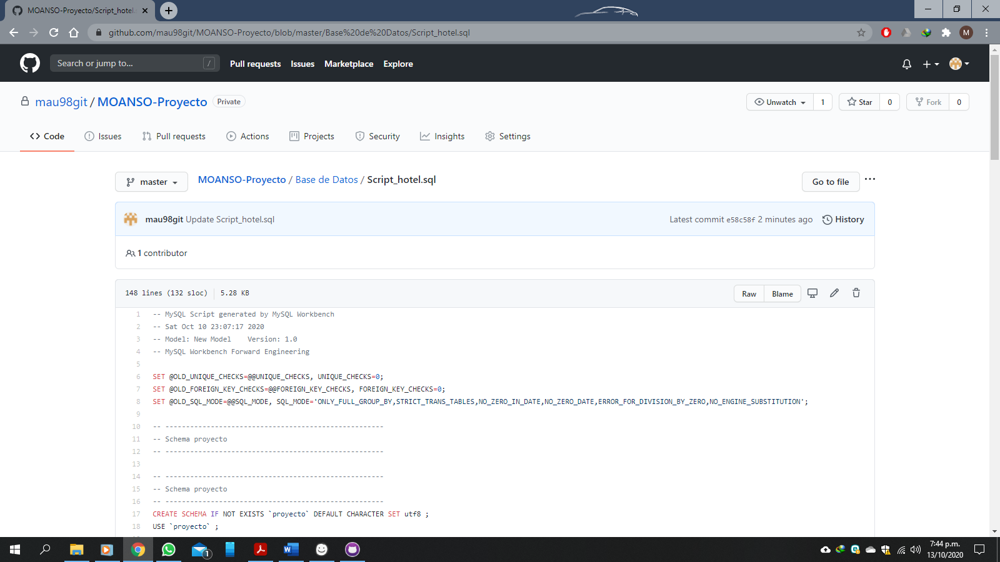 MOANSO-Proyecto/Script_hotel.
github.com/mau98git/MOANSO-Proyecto/blob/master/Base%20de%20Datos/Script_hotel.sql
M
Search or jump to... /
Pull requests Issues Marketplace Explore
mau98git / MOANSO-Proyecto Private
Unwatch 1 Star 0 Fork 0
Code Issues Pull requests Actions Projects Security Insights Settings
master MOANSO-Proyecto / Base de Datos / Script_hotel.sql Go to file
mau98git Update Script_hotel.sql Latest commit e58c58f 2 minutes ago History
1 contributor
148 lines (132 sloc) 5.28 KB Raw Blame
1 -- MySQL Script generated by MySQL Workbench
2 -- Sat Oct 10 23:07:17 2020
3 -- Model: New Model    Version: 1.0
4 -- MySQL Workbench Forward Engineering
5
6 SET @OLD_UNIQUE_CHECKS=@@UNIQUE_CHECKS, UNIQUE_CHECKS=0;
7 SET @OLD_FOREIGN_KEY_CHECKS=@@FOREIGN_KEY_CHECKS, FOREIGN_KEY_CHECKS=0;
8 SET @OLD_SQL_MODE=@@SQL_MODE, SQL_MODE='ONLY_FULL_GROUP_BY,STRICT_TRANS_TABLES,NO_ZERO_IN_DATE,NO_ZERO_DATE,ERROR_FOR_DIVISION_BY_ZERO,NO_ENGINE_SUBSTITUTION';
9
10 -- -----------------------------------------------------
11 -- Schema proyecto
12 -- -----------------------------------------------------
13
14 -- -----------------------------------------------------
15 -- Schema proyecto
16 -- -----------------------------------------------------
17 CREATE SCHEMA IF NOT EXISTS `proyecto` DEFAULT CHARACTER SET utf8 ;
18 USE `proyecto` ;
1
7:44 p.m.
13/10/2020